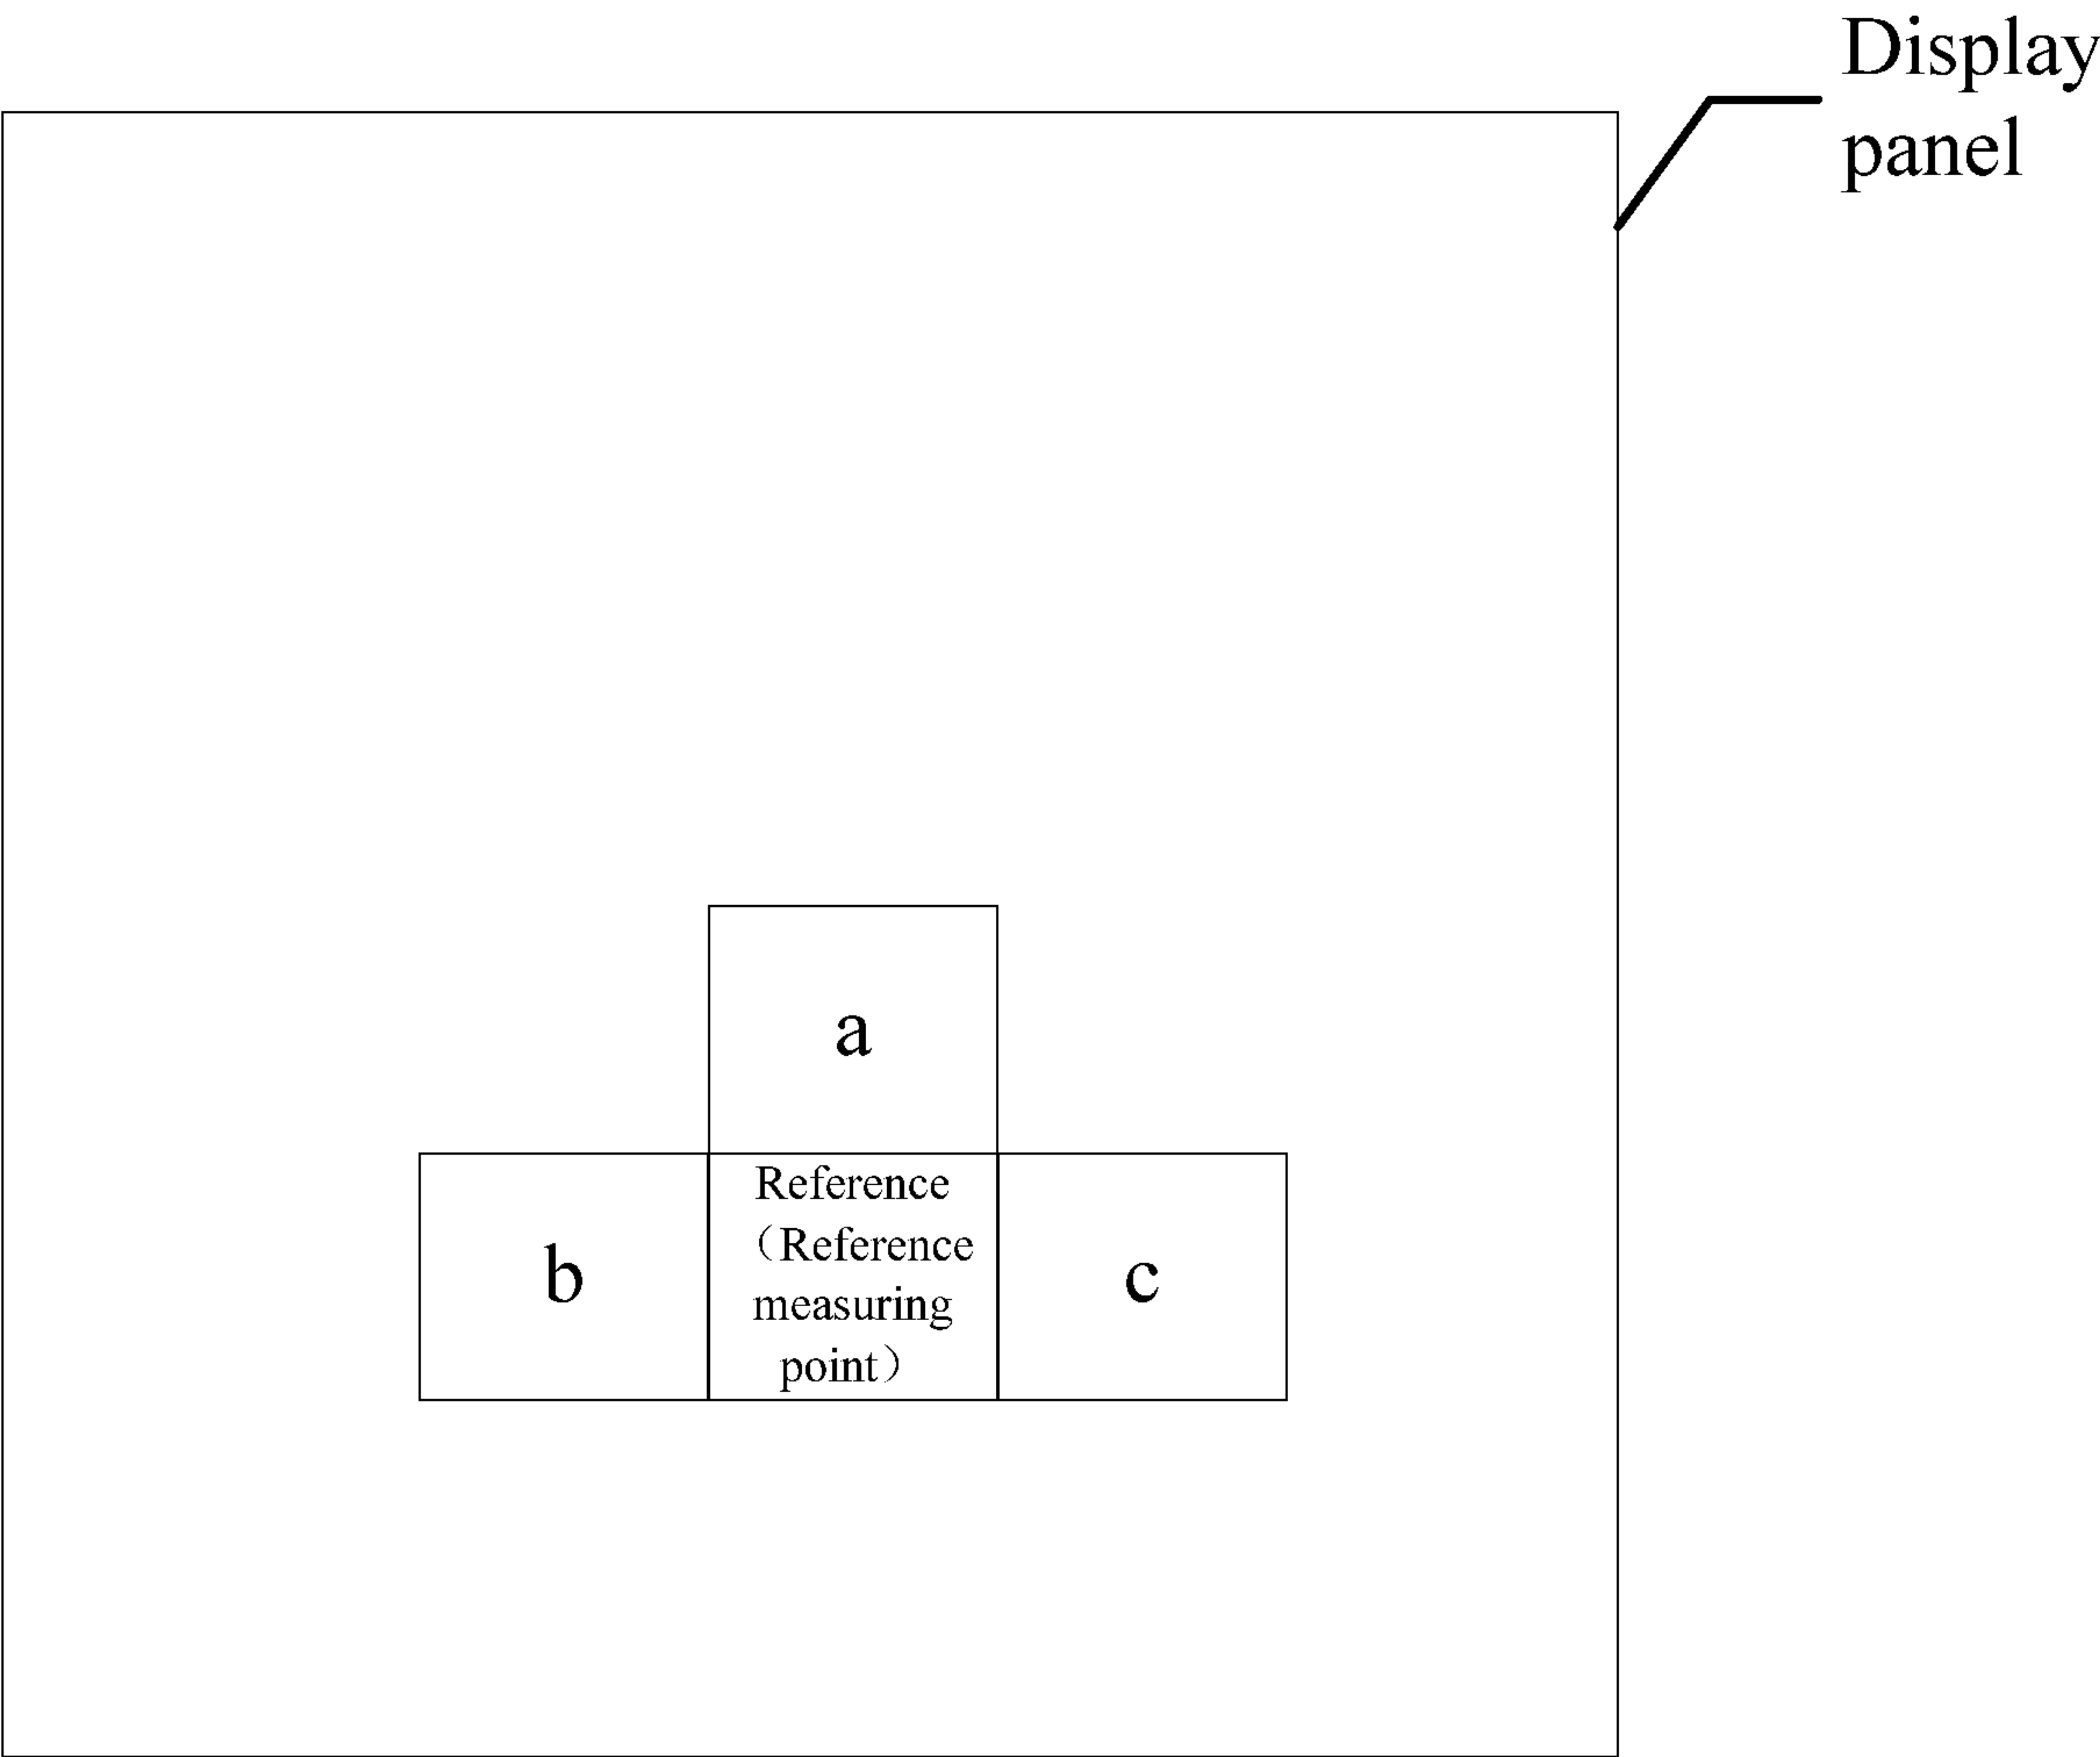 Display
panel
a
b
Reference
（Reference
measuring
point）
c